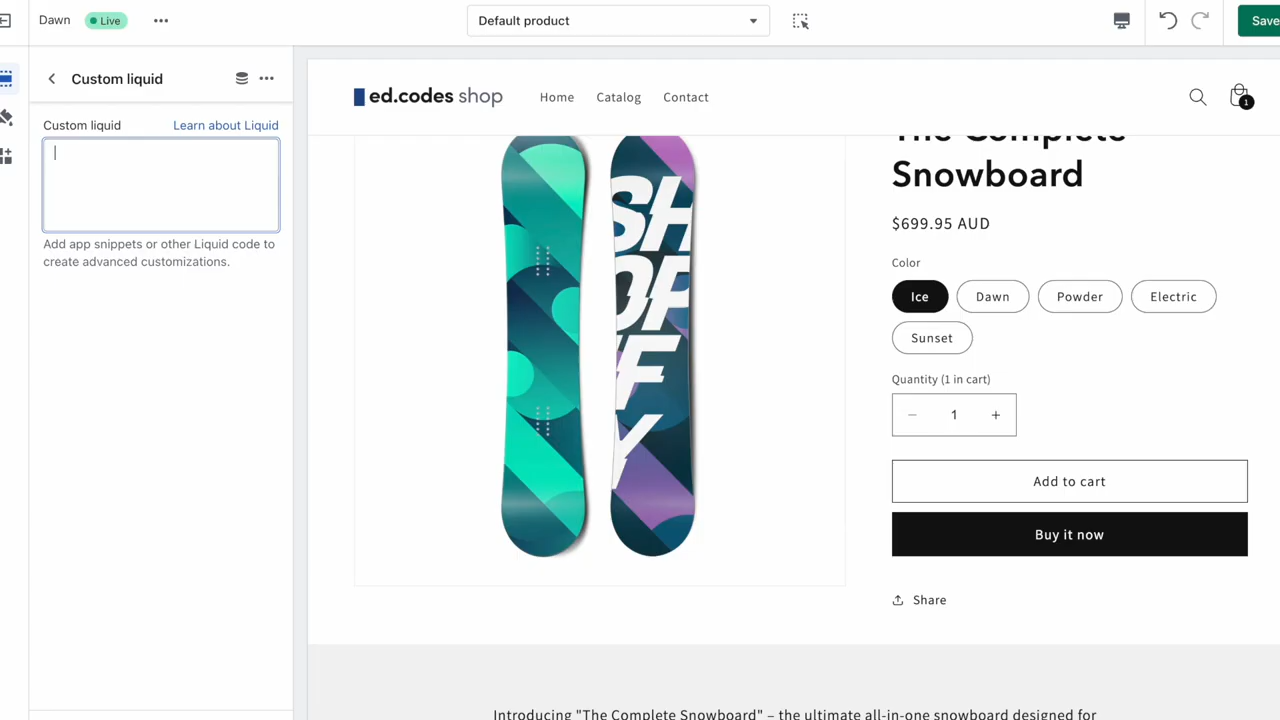 Dawn
Live
Default product
Save
Custom liquid
Custom liquid
Learn about Liquid
Add app snippets or other Liquid code to
create advanced customizations.
ed.codes shop
Home
Catalog
Contact
1
The Complete
Snowboard
$699.95 AUD
Color
Ice
Dawn
Powder
Electric
Sunset
Quantity (1 in cart)
1
Add to cart
Buy it now
Share
SH
OP
IF
Y
Introducing "The Complete Snowboard" – the ultimate all-in-one snowboard designed for